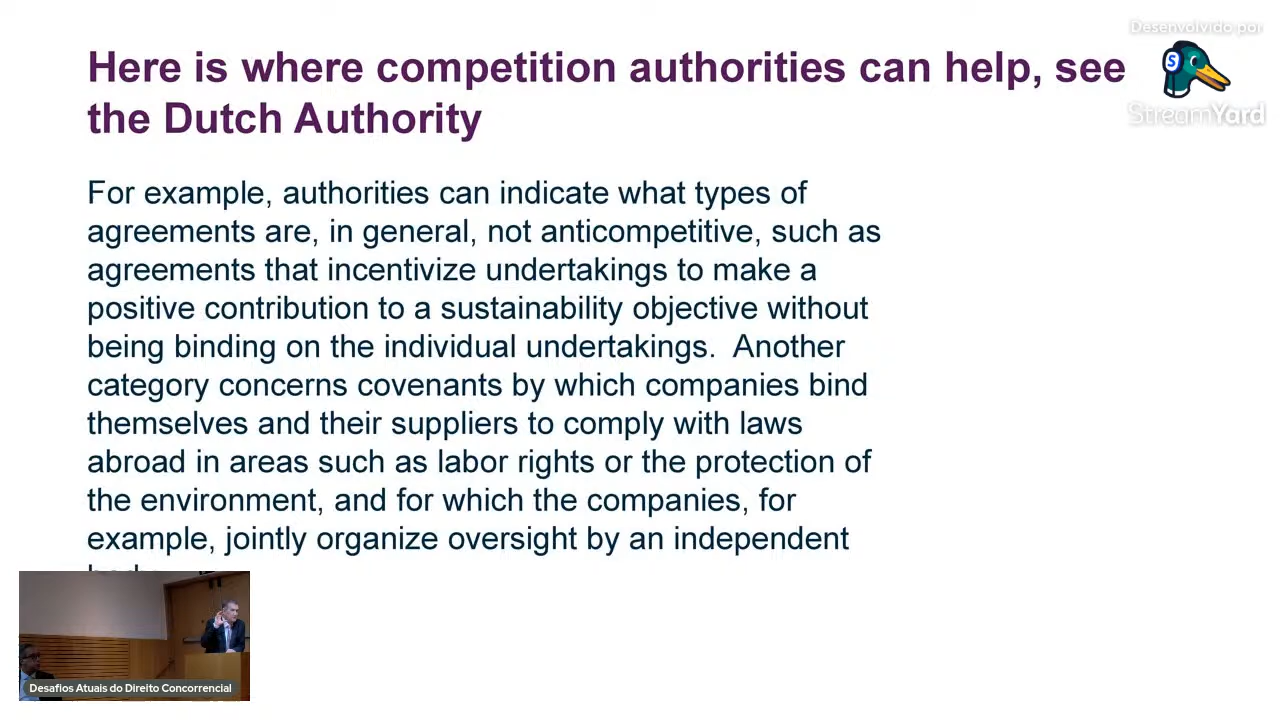 Desenvolvido por
StreamYard
Here is where competition authorities can help, see
the Dutch Authority
For example, authorities can indicate what types of
agreements are, in general, not anticompetitive, such as
agreements that incentivize undertakings to make a
positive contribution to a sustainability objective without
being binding on the individual undertakings.  Another
category concerns covenants by which companies bind
themselves and their suppliers to comply with laws
abroad in areas such as labor rights or the protection of
the environment, and for which the companies, for
example, jointly organize oversight by an independent
Desafios Atuais do Direito Concorrencial